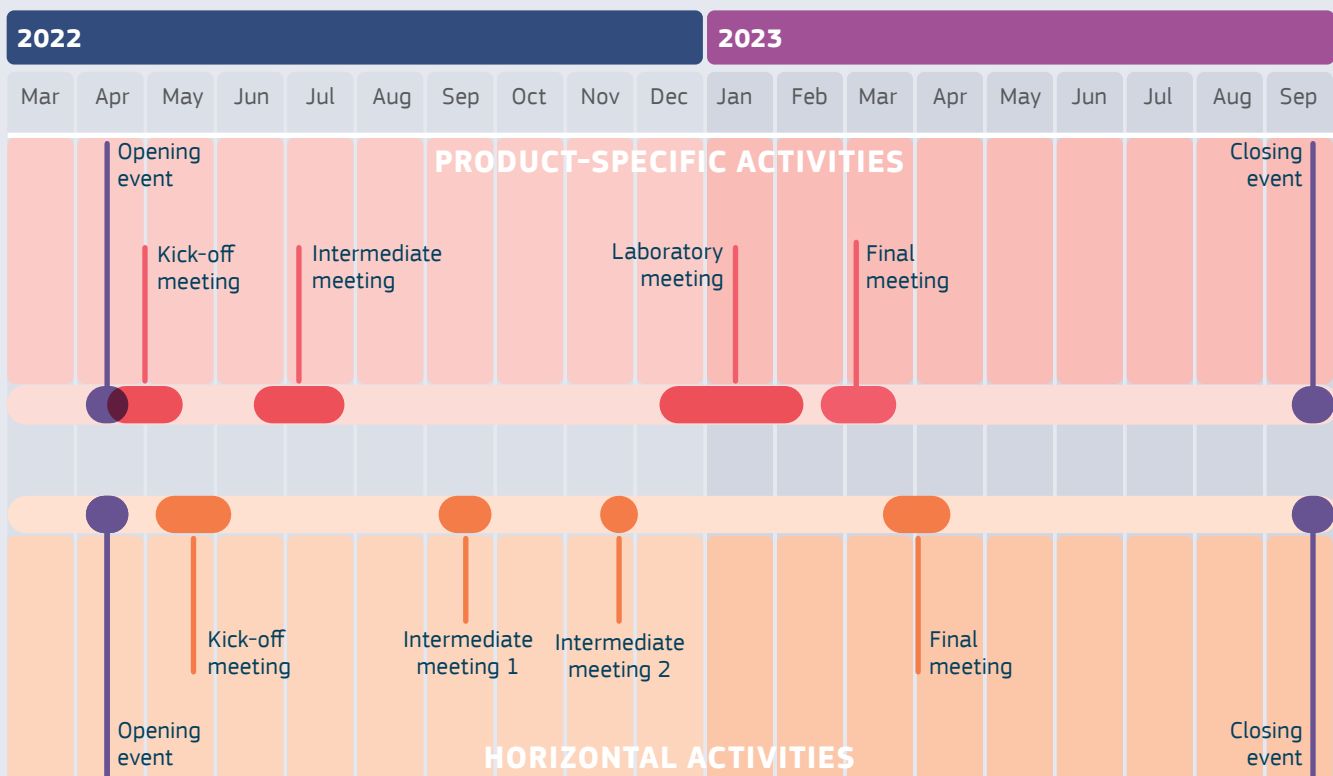 2022 2023
Mar Apr May Jun Jul Aug Sep Oct Nov Dec Jan Feb Mar Apr May Jun Jul Aug Sep
PRODUCT-SPECIFIC ACTIVITIES
Opening
event
Closing
event
Kick-off
meeting
Intermediate
meeting
Laboratory
meeting
Final
meeting
Kick-off
meeting
Intermediate
meeting 1
Intermediate
meeting 2
Final
meeting
Opening
event
Closing
event
HORIZONTAL ACTIVITIES